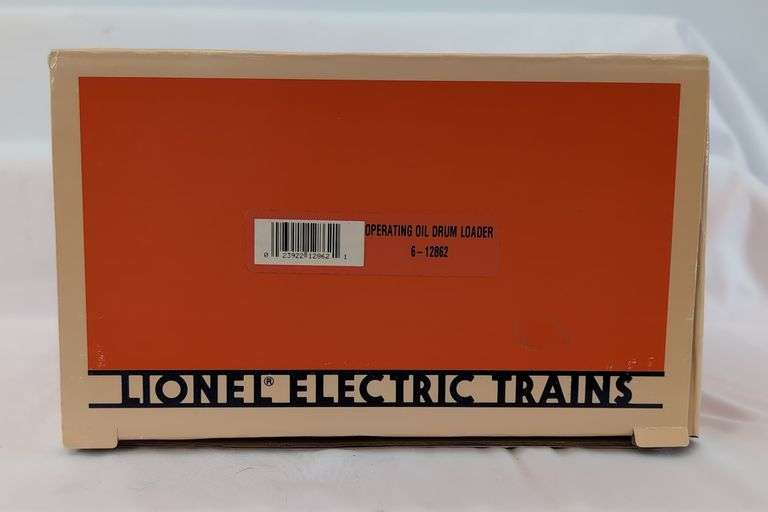 OPERATING OIL DRUM LOADER
6-12862
0 23922 12862 1
LIONEL® ELECTRIC TRAINS